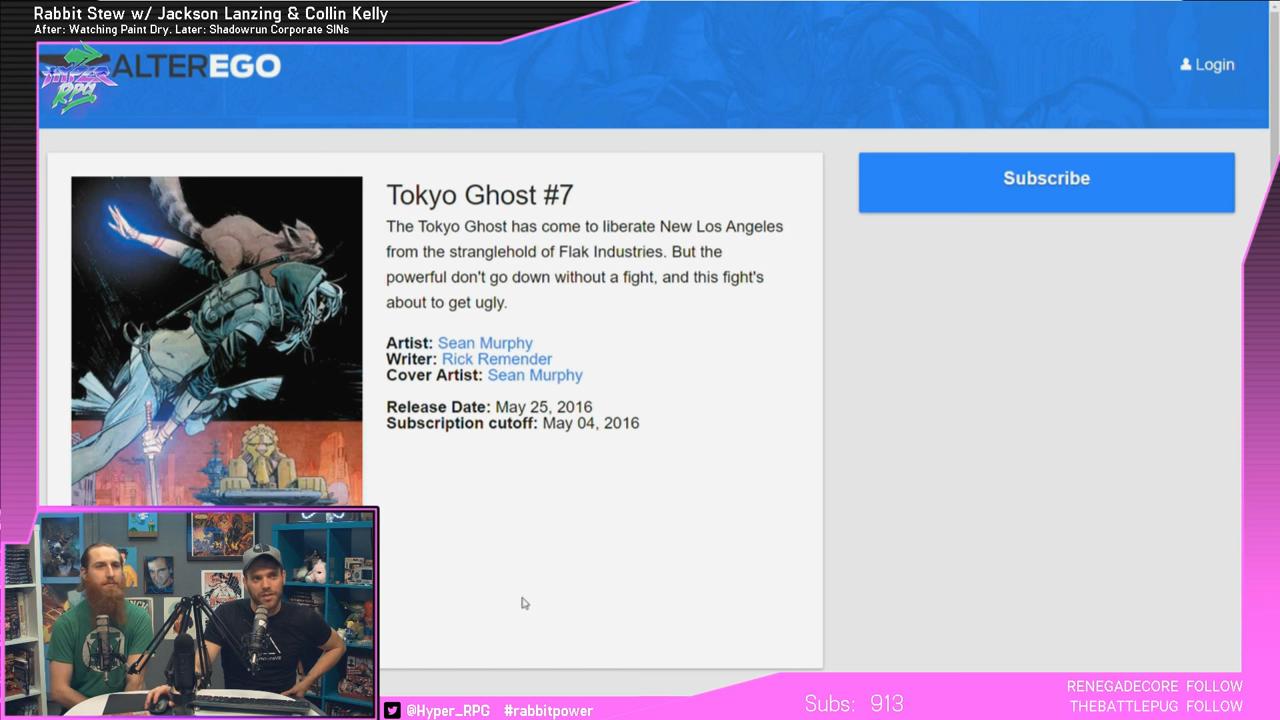 Rabbit Stew w/ Jackson Lanzing & Collin Kelly
After: Watching Paint Dry. Later: Shadowrun Corporate SINs
HYPER
RPG
ALTEREGO
Login
Subscribe
Tokyo Ghost #7
The Tokyo Ghost has come to liberate New Los Angeles
from the stranglehold of Flak Industries. But the
powerful don't go down without a fight, and this fight's
about to get ugly.
Artist: Sean Murphy
Writer: Rick Remender
Cover Artist: Sean Murphy
Release Date: May 25, 2016
Subscription cutoff: May 04, 2016
@Hyper_RPG #rabbitpower
Subs: 913
RENEGADECORE FOLLOW
THEBATTLEPUG FOLLOW